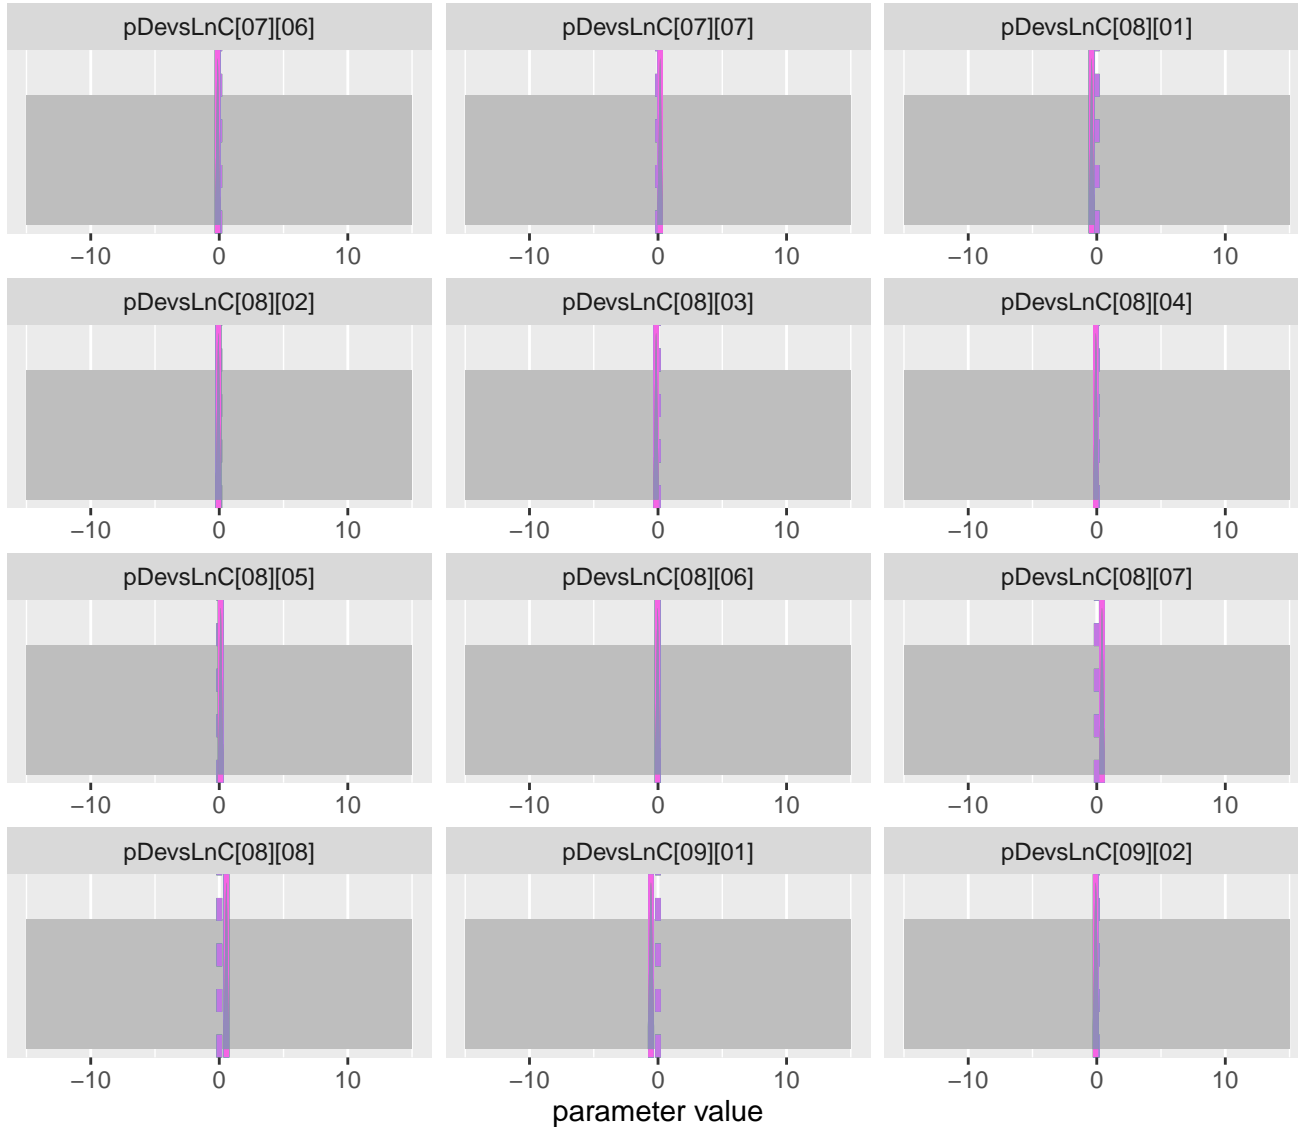 pDevsLnC[07][06] pDevsLnC[07][07] pDevsLnC[08][01]
−10 0 10 −10 0 10 −10 0 10
pDevsLnC[08][02] pDevsLnC[08][03] pDevsLnC[08][04]
−10 0 10 −10 0 10 −10 0 10
pDevsLnC[08][05] pDevsLnC[08][06] pDevsLnC[08][07]
−10 0 10 −10 0 10 −10 0 10
pDevsLnC[08][08] pDevsLnC[09][01] pDevsLnC[09][02]
−10 0 10 −10 0 10 −10 0 10
parameter value